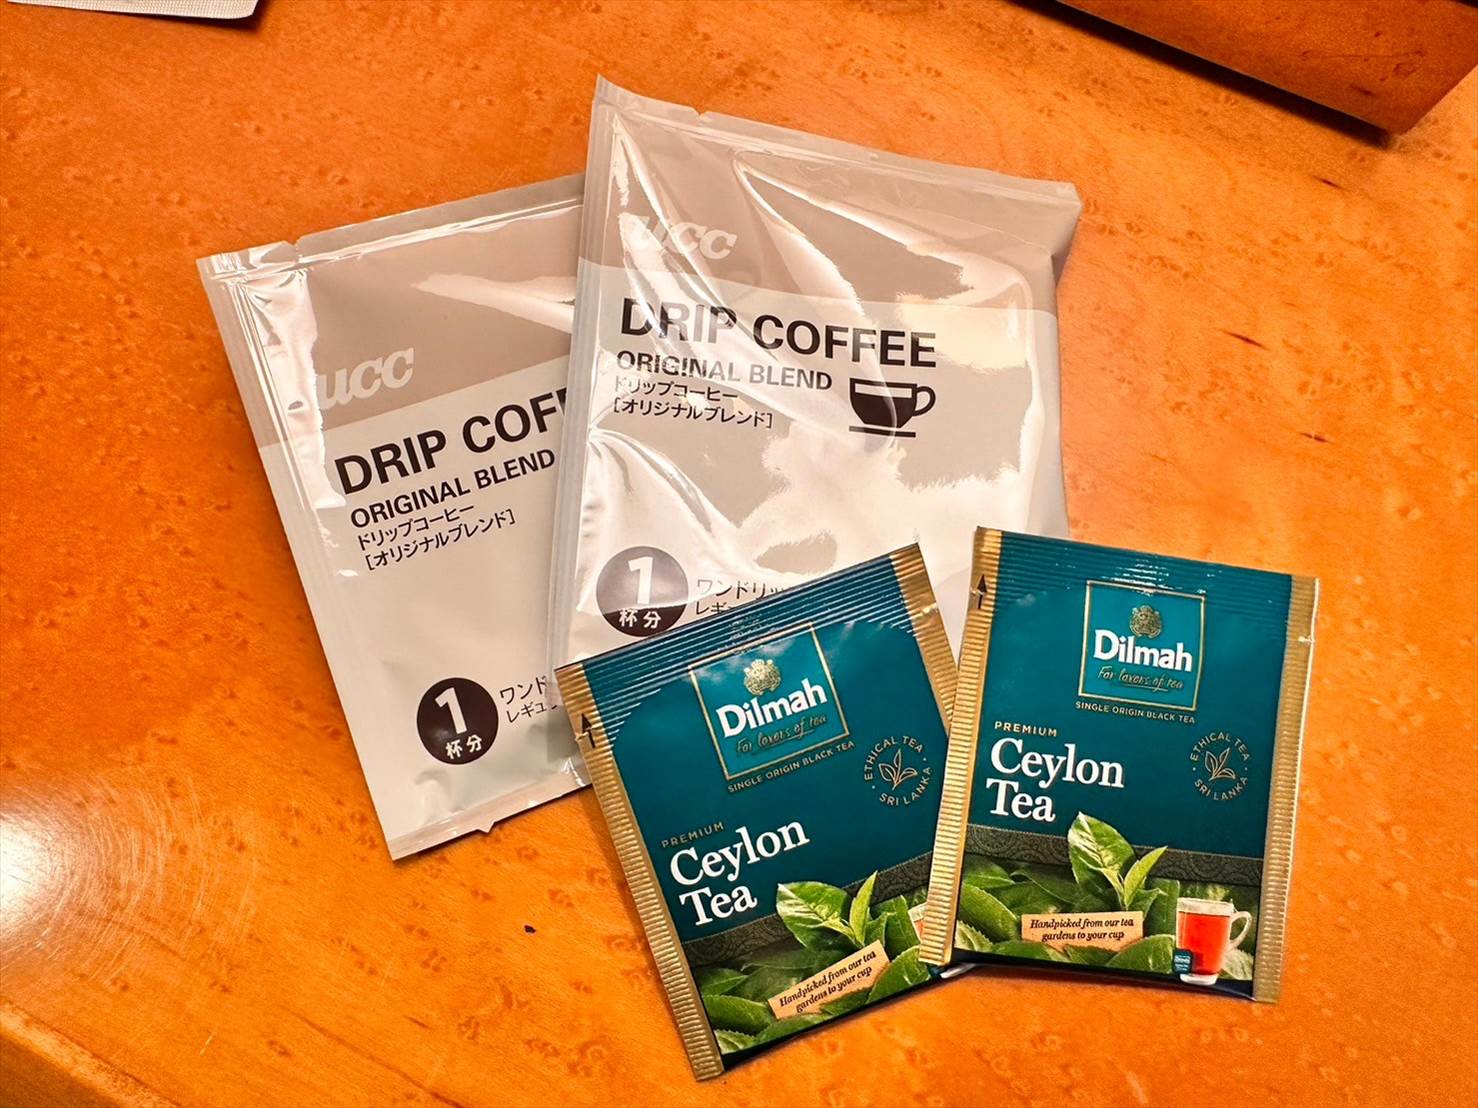 ucc
DRIP COFFEE
ORIGINAL BLEND
ドリップコーヒー
[オリジナルブレンド]
1
杯分
ワンドリッ
レギュ
ucc
DRIP COF
ORIGINAL BLEND
ドリップコーヒー
[オリジナルブレンド]
1
杯分
ワンド
レギュ
Dilmah
For lovers of tea
SINGLE ORIGIN BLACK TEA
ETHICAL TEA
SRI LANKA
PREMIUM
Ceylon
Tea
Handpicked from our tea
gardens to your cup
Dilmah
For lovers of tea
SINGLE ORIGIN BLACK TEA
PREMIUM
Ceylon
Tea
ETHICAL TEA
SRI LANKA
Handpicked from our tea
gardens to your cup